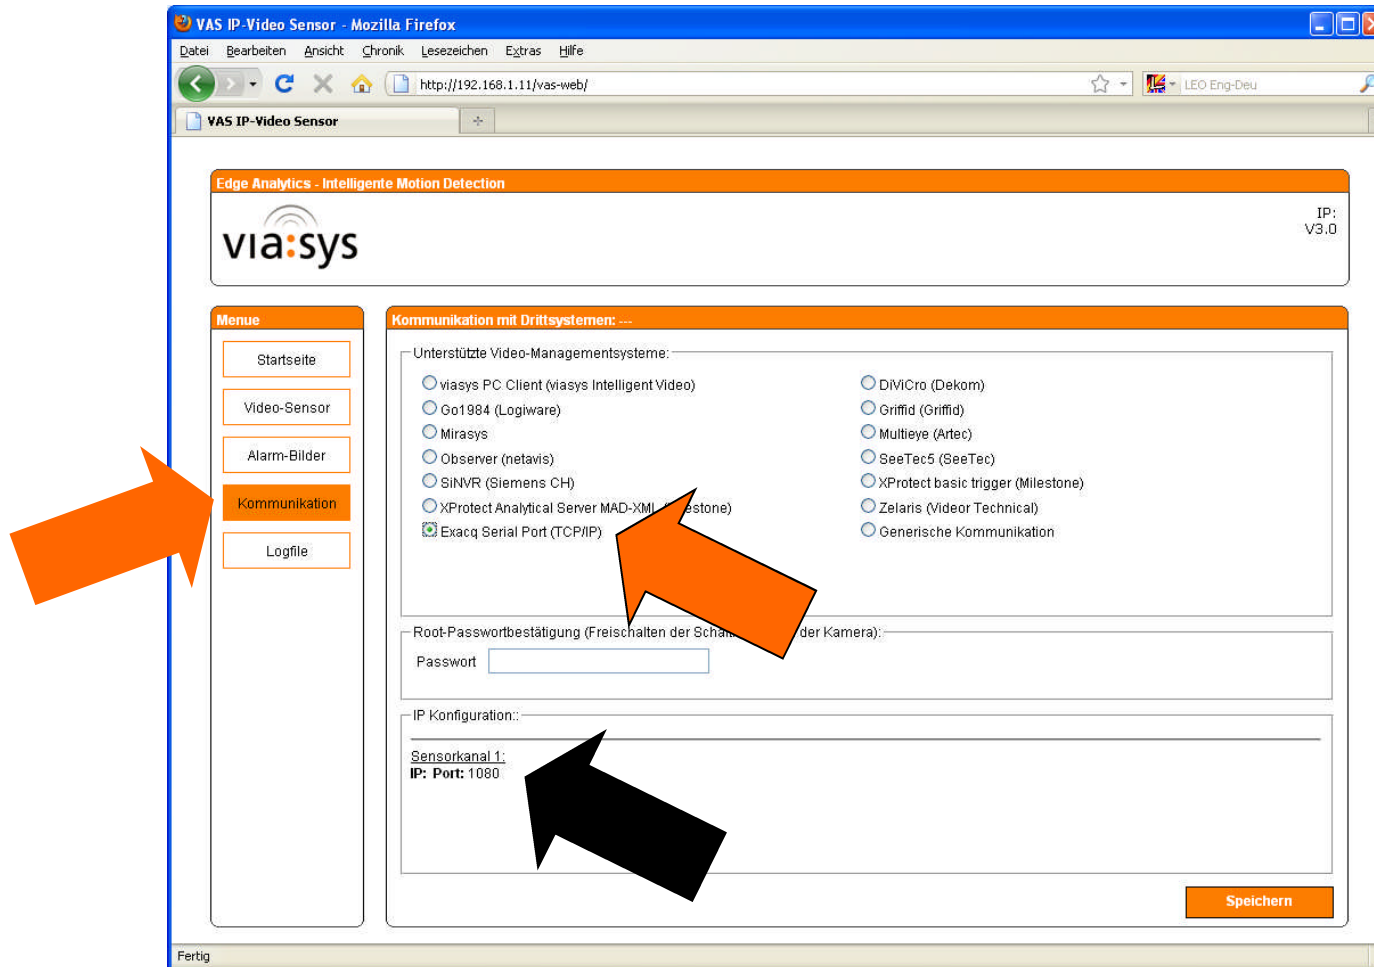 VAS IP-Video Sensor - Mozilla Firefox
Datei Bearbeiten Ansicht Chronik Lesezeichen Extras Hilfe
http://192.168.1.11/vas-web/
LEO Eng-Deu
VAS IP-Video Sensor
Edge Analytics - Intelligente Motion Detection
via:sys
IP:
V3.0
Menue
Startseite
Video-Sensor
Alarm-Bilder
Kommunikation
Logfile
Kommunikation mit Drittsystemen: ---
Unterstützte Video-Managementsysteme:
viasys PC Client (viasys Intelligent Video)
Go1984 (Logiware)
Mirasys
Observer (netavis)
SiNVR (Siemens CH)
XProtect Analytical Server MAD-XML
Exacq Serial Port (TCP/IP)
DiViCro (Dekom)
Griffid (Griffid)
Multieye (Artec)
SeeTec5 (SeeTec)
XProtect basic trigger (Milestone)
Zelaris (Videor Technical)
Generische Kommunikation
Root-Passwortbestätigung (Freischalten der der Kamera):
Passwort
IP Konfiguration::
Sensorkanal 1:
IP: Port: 1080
Speichern
Fertig